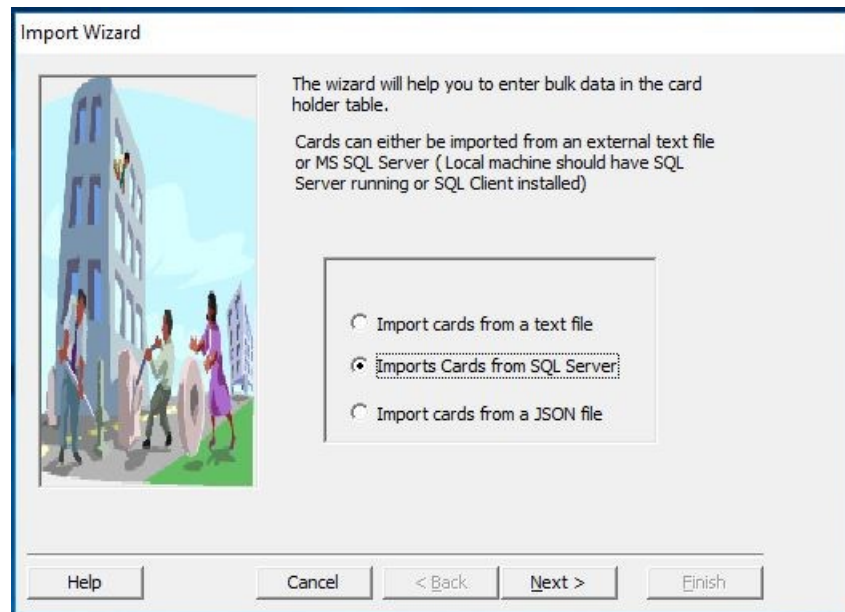 Import Wizard
The wizard will help you to enter bulk data in the card
holder table.
Cards can either be imported from an external text file
or MS SQL Server ( Local machine should have SQL
Server running or SQL Client installed)
Import cards from a text file
Imports Cards from SQL Server
Import cards from a JSON file
Help
Cancel
< Back
Next >
Finish